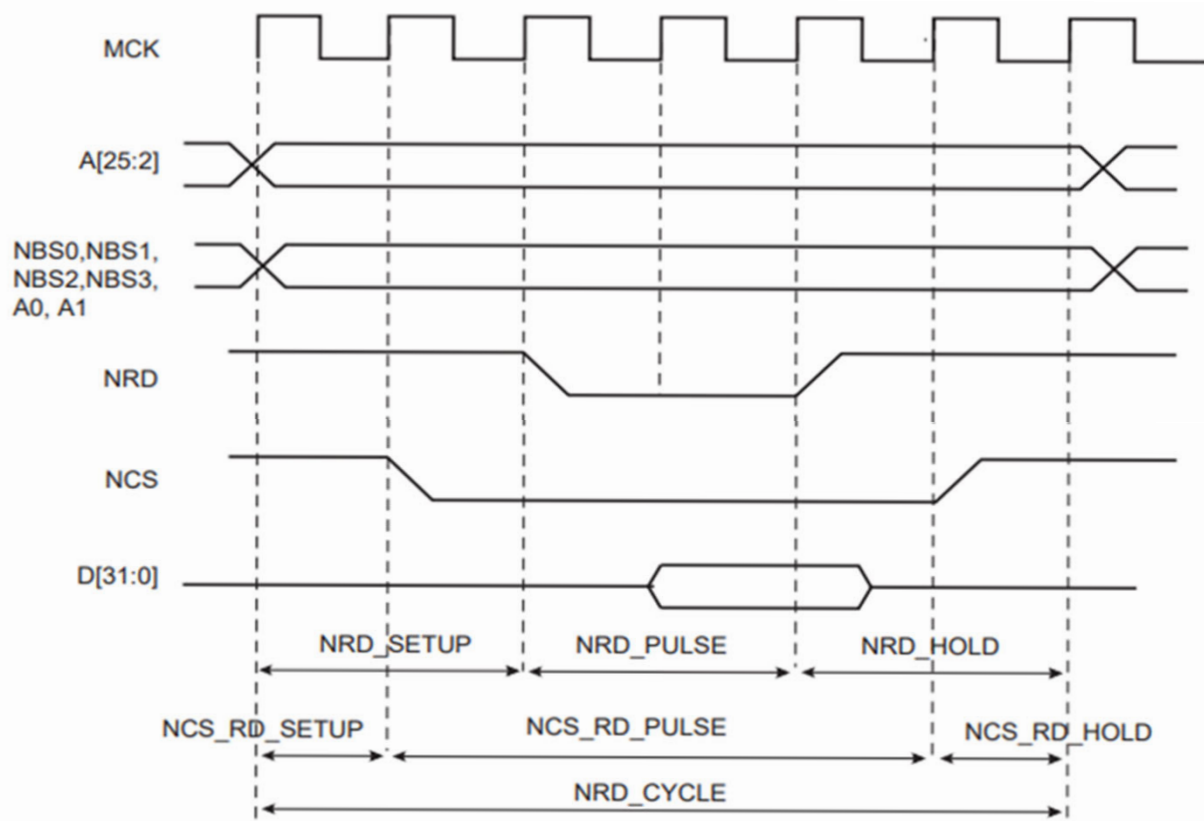 MCK
A[25:2]
NBS0,NBS1,
NBS2,NBS3,
A0, A1
NRD
NCS
D[31:0]
NRD_SETUP NRD_PULSE NRD_HOLD
NCS_RD_SETUP NCS_RD_PULSE NCS_RD_HOLD
NRD_CYCLE